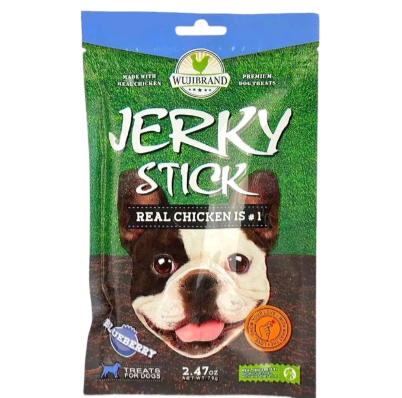 WUJIBRAND
MADE WITH
REAL CHICKEN
PREMIUM
DOG TREATS
JERKY
STICK
REAL CHICKEN IS #1
BLUEBERRY
TREATS
FOR DOGS
2.47oz
NET WT 70g